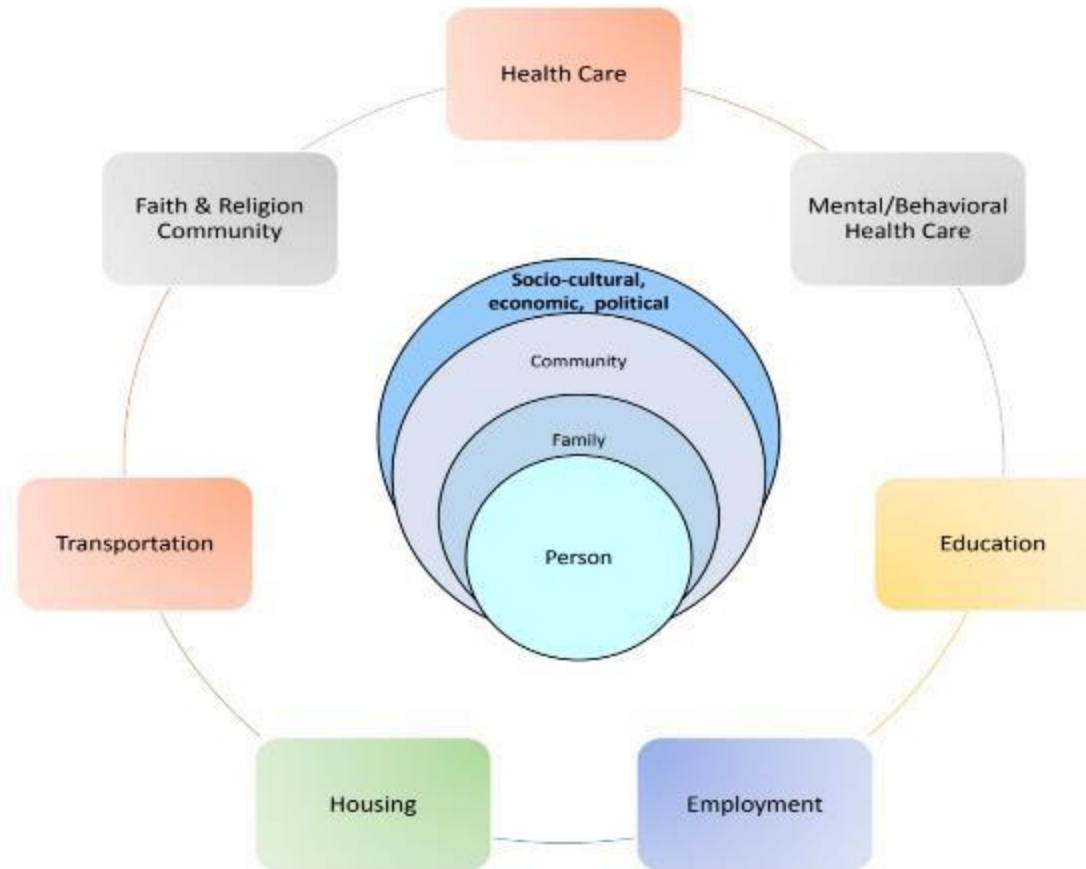 Health Care
Faith & Religion
Community
Mental/Behavioral
Health Care
Socio-cultural,
economic, political
Community
Family
Person
Transportation
Education
Housing
Employment